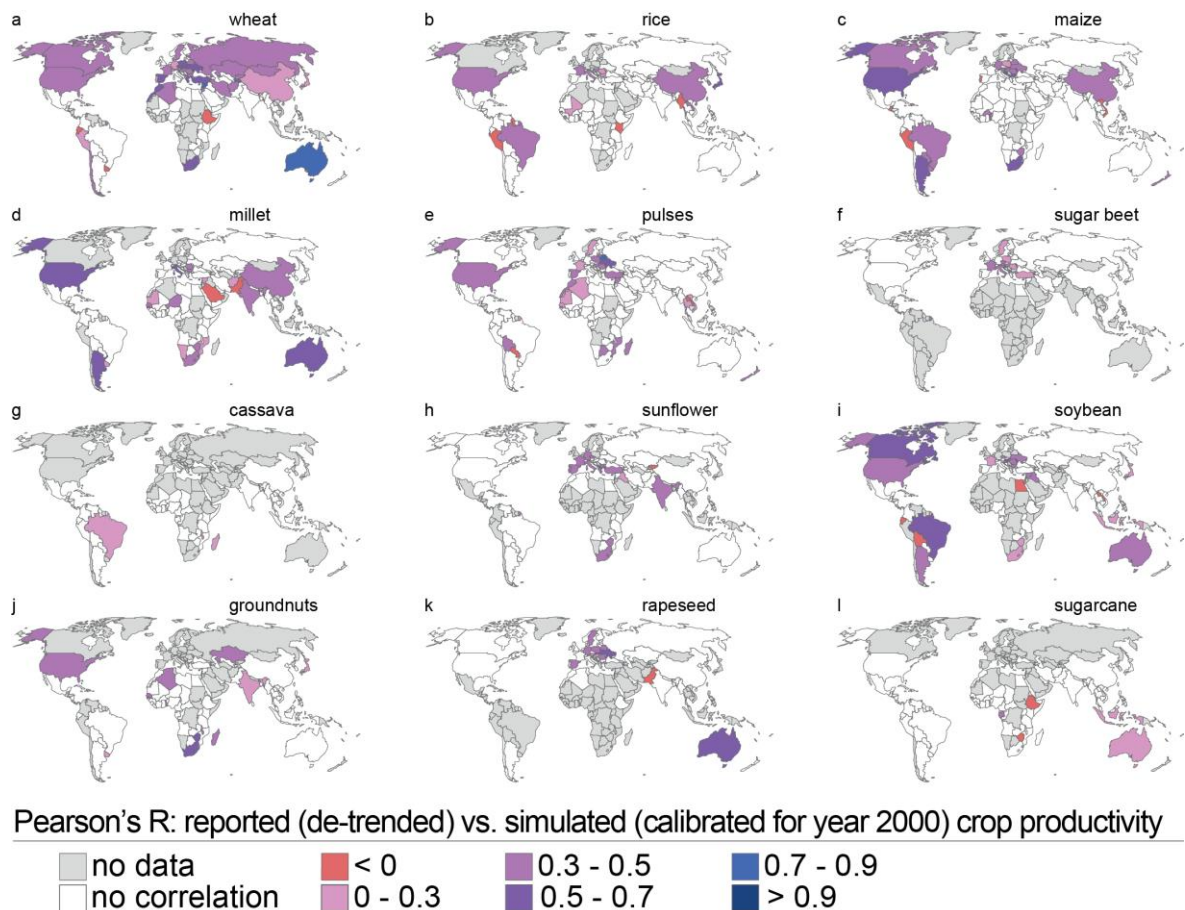 a wheat
b rice
c maize
d millet
e pulses
f sugar beet
g cassava
h sunflower
i soybean
j groundnuts
k rapeseed
l sugarcane
Pearson's R: reported (de-trended) vs. simulated (calibrated for year 2000) crop productivity
no data < 0 0.3 - 0.5 0.7 - 0.9
no correlation 0 - 0.3 0.5 - 0.7 > 0.9